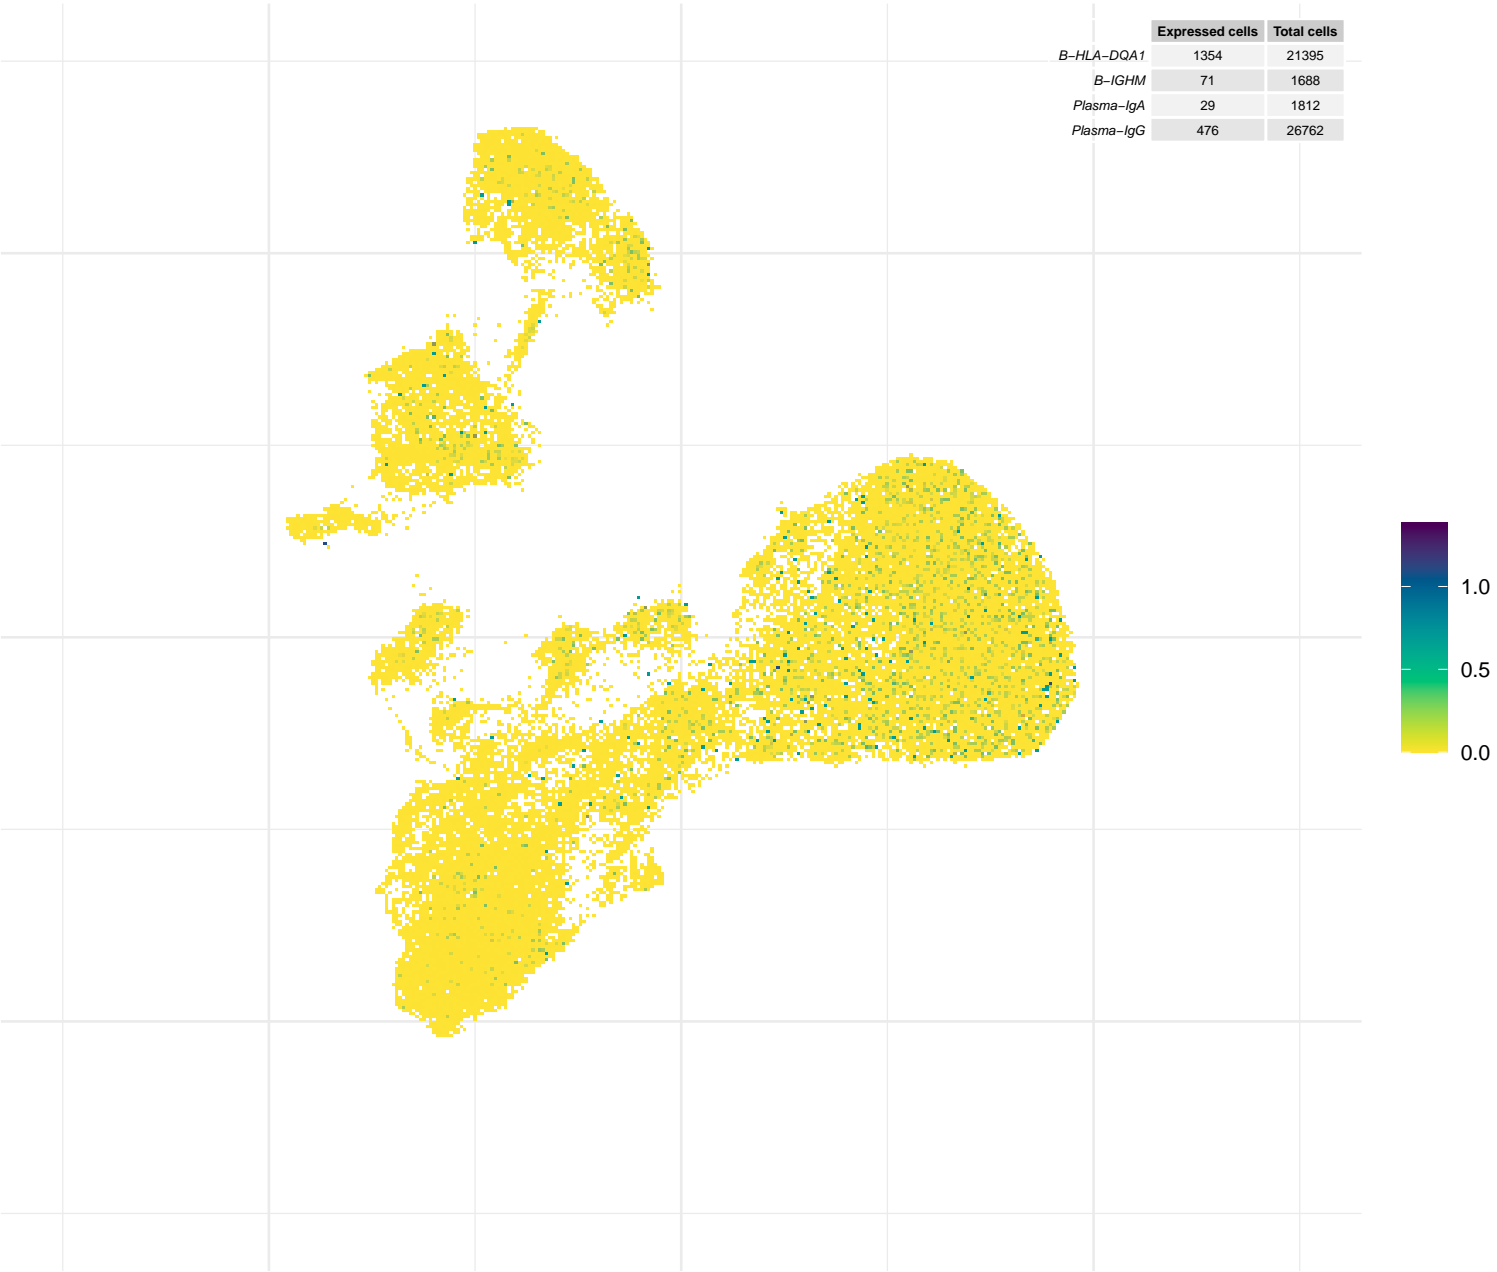 Expressed cells Total cells
B−HLA−DQA1 1354 21395
B−IGHM 71 1688
Plasma−IgA 29 1812
Plasma−IgG 476 26762
1.0
0.5
0.0